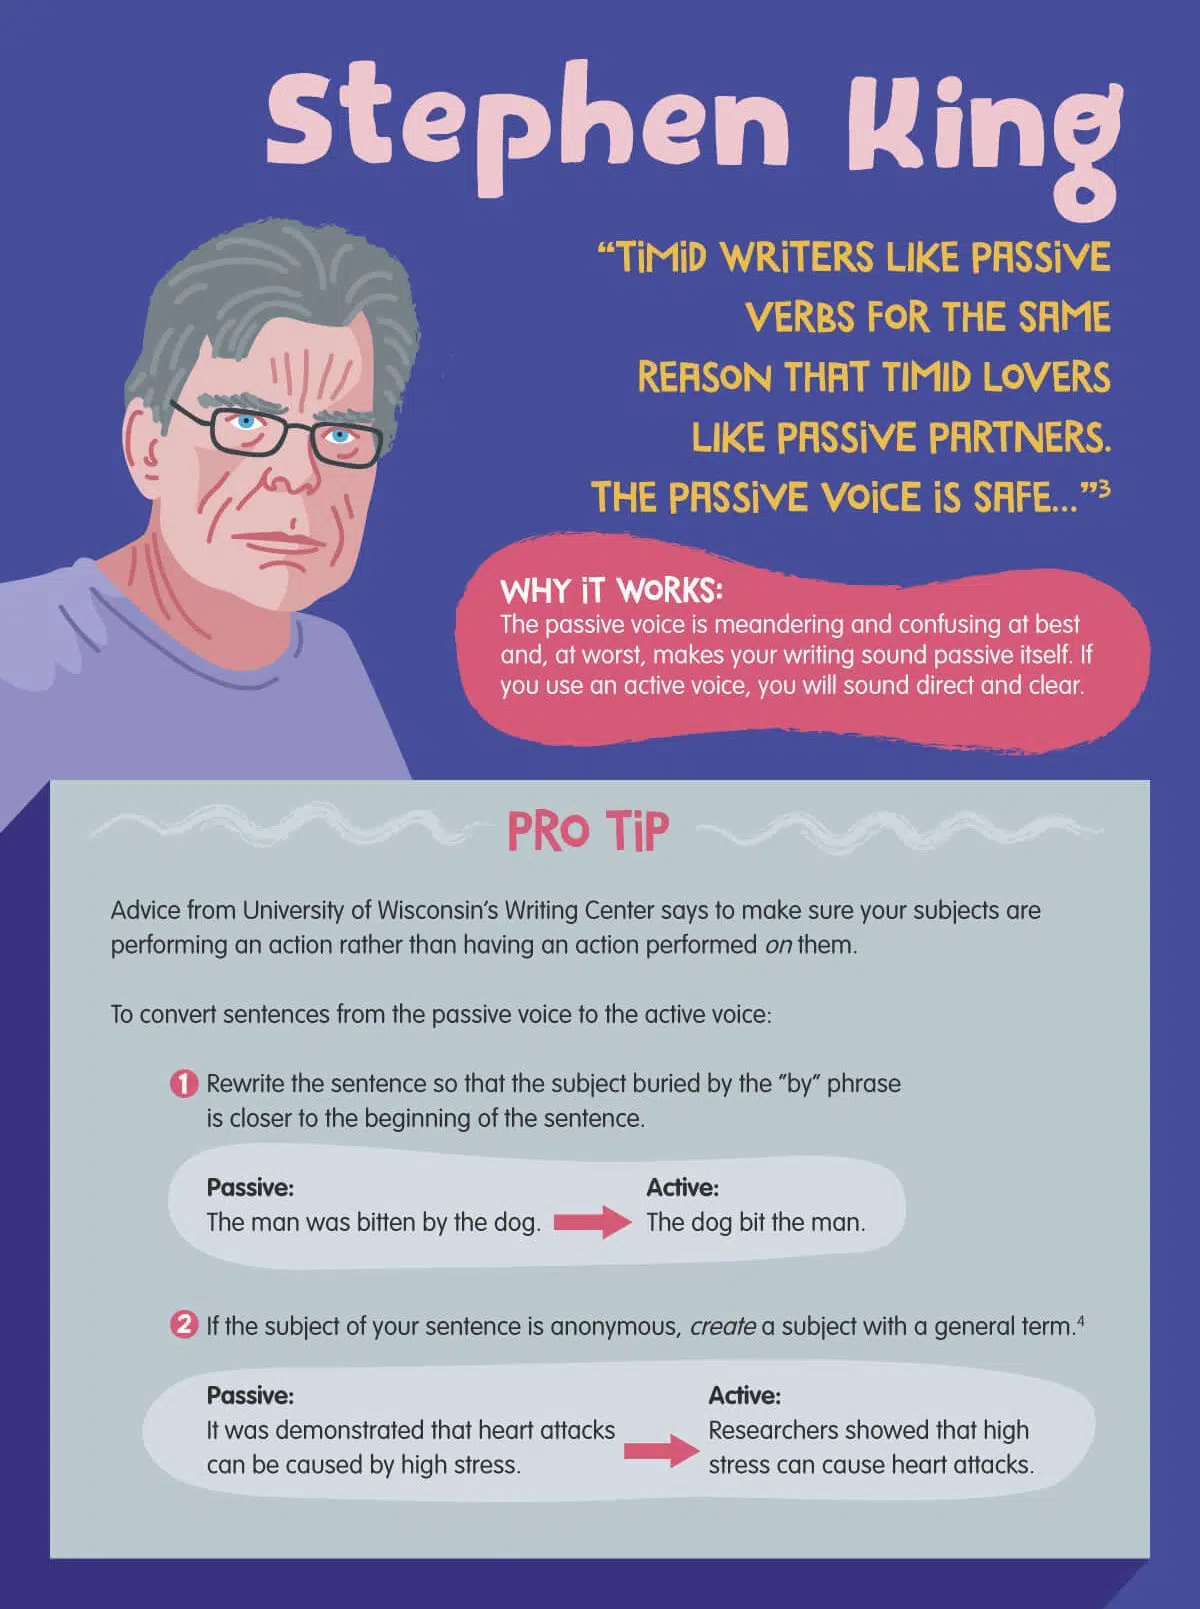 Stephen King
“TiMiD WRiTERS LIKE PASSiVE
VERBS FOR THE SAME
REASON THAT TIMID LOVERS
LIKE PASSiVE PARTNERS.
THE PASSiVE VOiCE iS SAFE...”³
WHY iT WORKS:
The passive voice is meandering and confusing at best
and, at worst, makes your writing sound passive itself. If
you use an active voice, you will sound direct and clear.
PRO TiP
Advice from University of Wisconsin’s Writing Center says to make sure your subjects are
performing an action rather than having an action performed on them.
To convert sentences from the passive voice to the active voice:
1 Rewrite the sentence so that the subject buried by the “by” phrase
is closer to the beginning of the sentence.
Passive: Active:
The man was bitten by the dog. The dog bit the man.
2 If the subject of your sentence is anonymous, create a subject with a general term.⁴
Passive:
It was demonstrated that heart attacks
can be caused by high stress.
Active:
Researchers showed that high
stress can cause heart attacks.